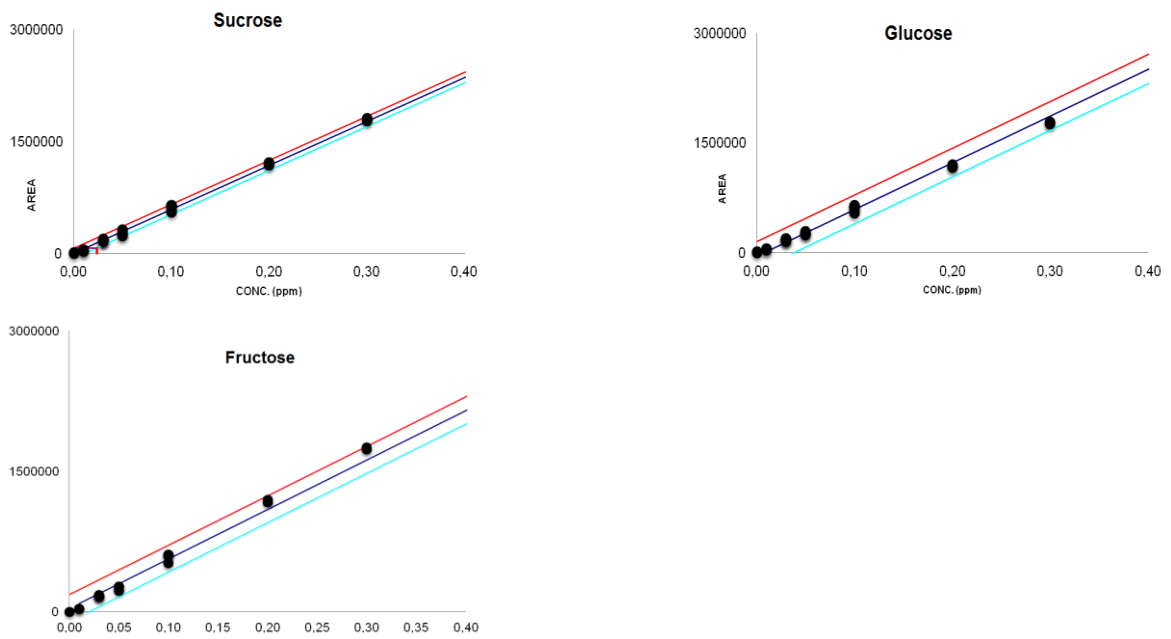 Sucrose
3000000
1500000
0
AREA
0,00 0,10 0,20 0,30 0,40
CONC. (ppm)
Glucose
3000000
1500000
0
AREA
0,00 0,10 0,20 0,30 0,40
CONC. (ppm)
Fructose
3000000
1500000
0
0,00 0,05 0,10 0,15 0,20 0,25 0,30 0,35 0,40